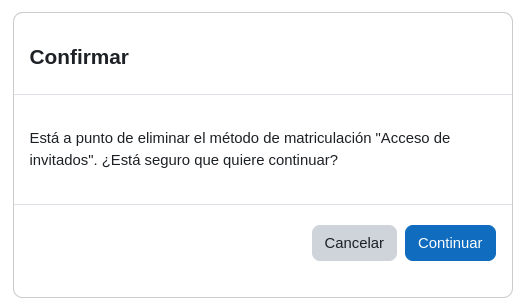 Confirmar
Está a punto de eliminar el método de matriculación "Acceso de
invitados". ¿Está seguro que quiere continuar?
Cancelar
Continuar